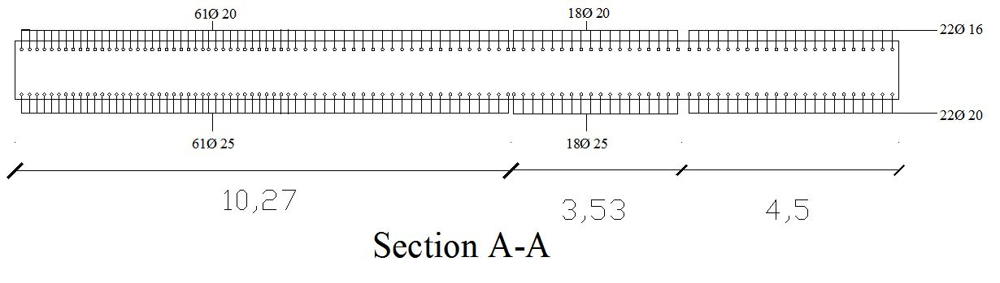 61Ø 20
18Ø 20
22Ø 16
22Ø 20
61Ø 25
18Ø 25
10,27
3,53
4,5
Section A-A